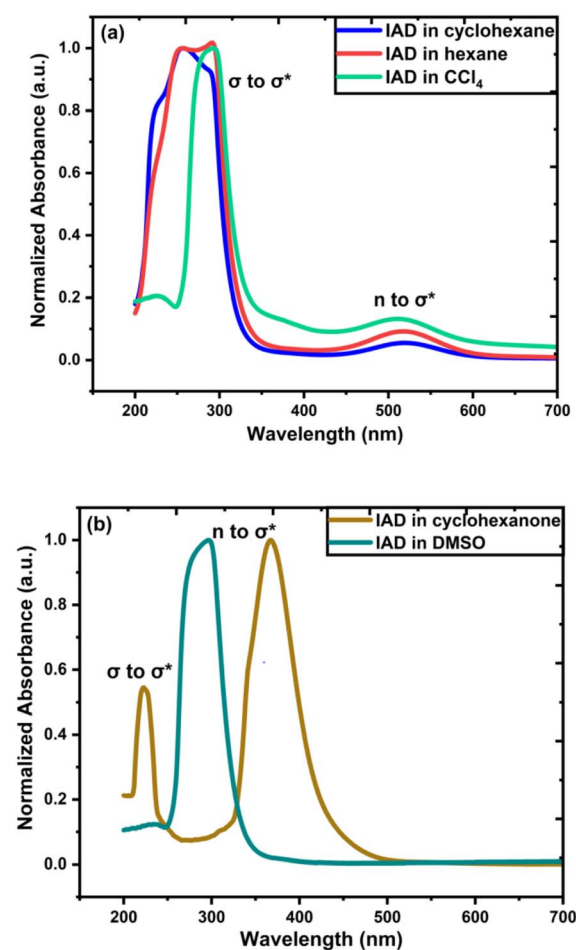 (a)
IAD in cyclohexane
IAD in hexane
IAD in CCl₄
σ to σ*
n to σ*
Normalized Absorbance (a.u.)
1.0
0.8
0.6
0.4
0.2
0.0
200 300 400 500 600 700
Wavelength (nm)
(b)
n to σ*
IAD in cyclohexanone
IAD in DMSO
σ to σ*
Normalized Absorbance (a.u.)
1.0
0.8
0.6
0.4
0.2
0.0
200 300 400 500 600 700
Wavelength (nm)